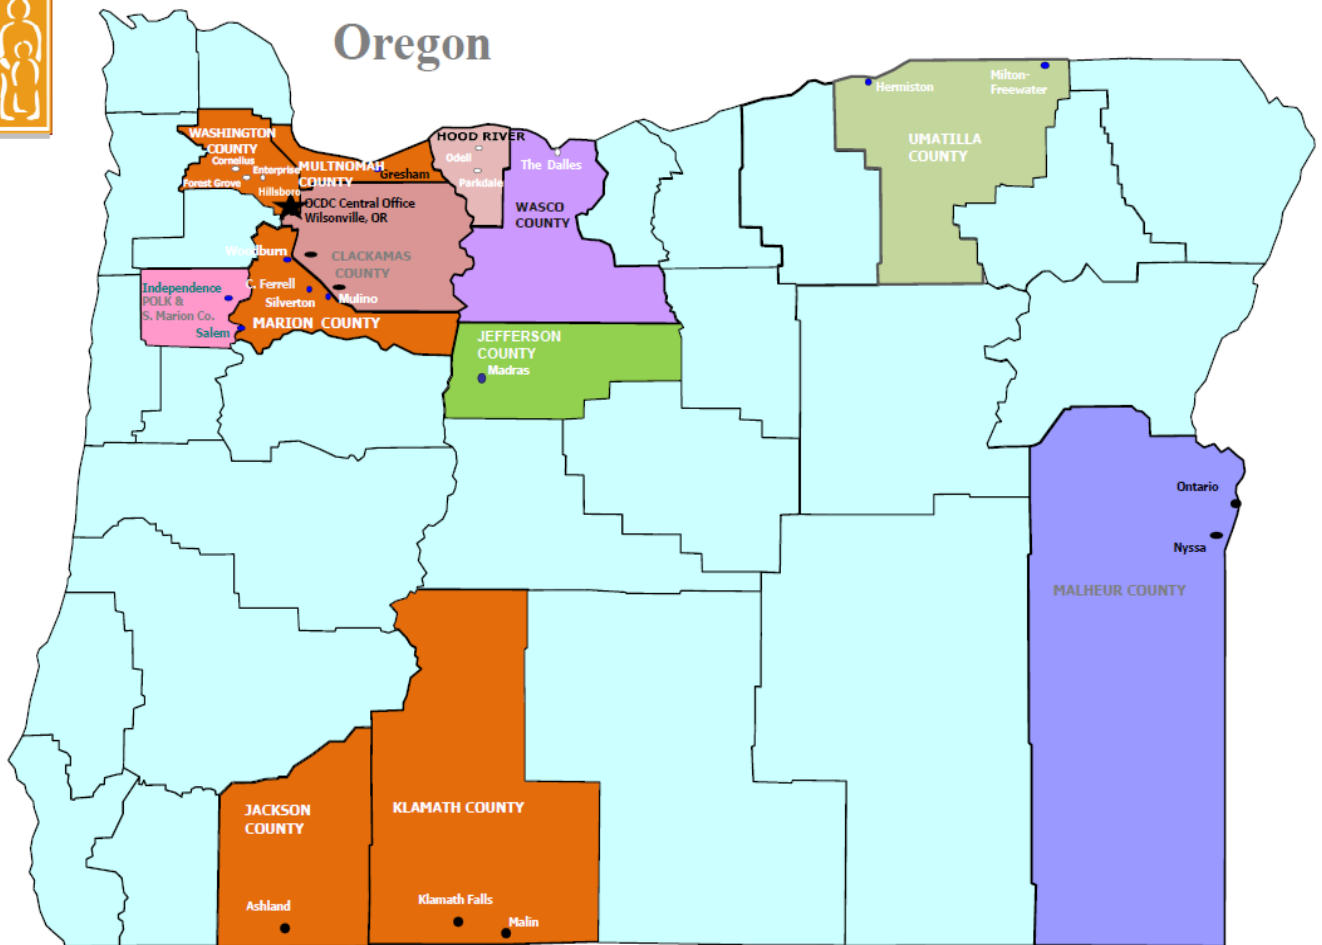 Oregon
Hermiston
Milton-
Freewater
UMATILLA
COUNTY
WASHINGTON
COUNTY
Cornelius
Enterprise
Forest Grove
Hillsboro
MULTNOMAH
COUNTY
Gresham
HOOD RIVER
Odell
Parkdale
The Dalles
WASCO
COUNTY
OCDC Central Office
Wilsonville, OR
CLACKAMAS
COUNTY
Woodburn
C. Ferrell
Silverton
Mulino
MARION COUNTY
Independence
POLK &
S. Marion Co.
Salem
JEFFERSON
COUNTY
Madras
Ontario
Nyssa
MALHEUR COUNTY
JACKSON
COUNTY
Ashland
KLAMATH COUNTY
Klamath Falls
Malin